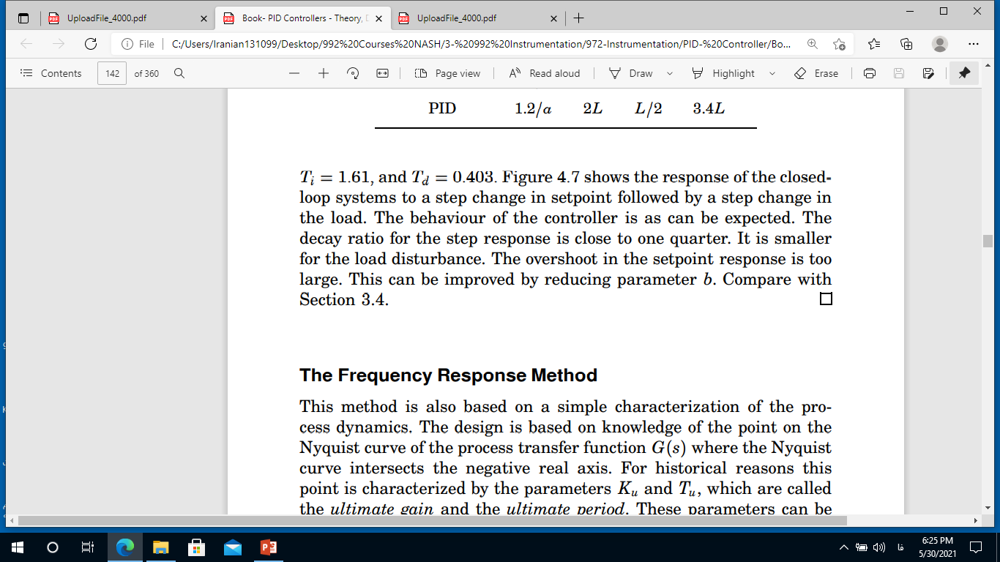 UploadFile_4000.pdf
Book- PID Controllers - Theory,
UploadFile_4000.pdf
File
C:/Users/Iranian131099/Desktop/992%20Courses%20NASH/3-%20992%20Instrumentation/972-Instrumentation/PID-%20Controller/Bo...
Contents
142 of 360
Page view
Read aloud
Draw
Highlight
Erase
PID 1.2/a 2L L/2 3.4L
Ti = 1.61, and Td = 0.403. Figure 4.7 shows the response of the closed-
loop systems to a step change in setpoint followed by a step change in
the load. The behaviour of the controller is as can be expected. The
decay ratio for the step response is close to one quarter. It is smaller
for the load disturbance. The overshoot in the setpoint response is too
large. This can be improved by reducing parameter b. Compare with
Section 3.4.
The Frequency Response Method
This method is also based on a simple characterization of the pro-
cess dynamics. The design is based on knowledge of the point on the
Nyquist curve of the process transfer function G(s) where the Nyquist
curve intersects the negative real axis. For historical reasons this
point is characterized by the parameters Ku and Tu, which are called
the ultimate gain and the ultimate period. These parameters can be
فا
6:25 PM
5/30/2021